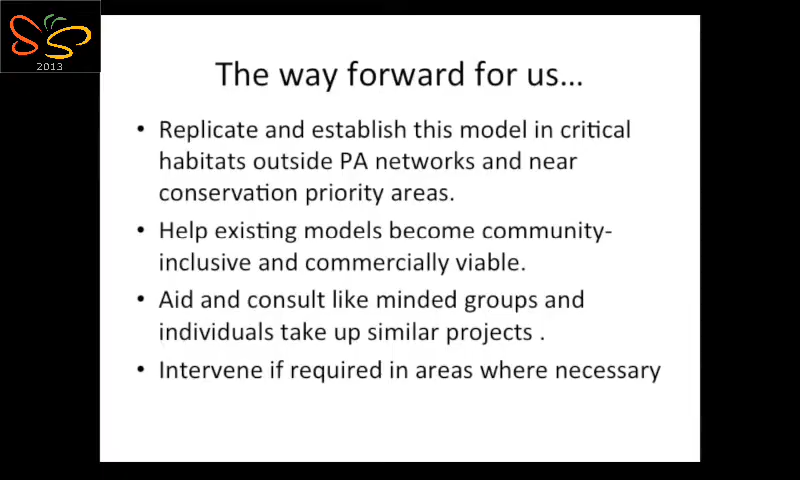 2013
The way forward for us...
• Replicate and establish this model in critical
habitats outside PA networks and near
conservation priority areas.
• Help existing models become community-
inclusive and commercially viable.
• Aid and consult like minded groups and
individuals take up similar projects .
• Intervene if required in areas where necessary